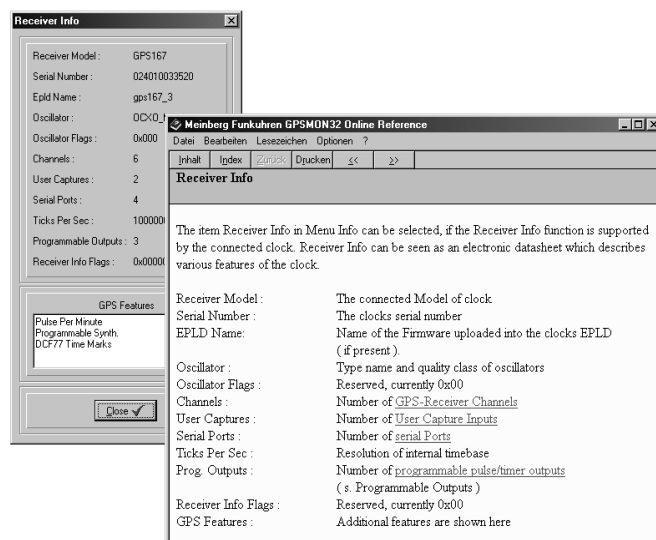 Receiver Info
Receiver Model : GPS167
Serial Number : 024010033520
Epld Name : gps167_3
Oscillator :
Oscillator Flags : 0x000
Channels : 6
User Captures : 2
Serial Ports : 4
Ticks Per Sec :
Programmable Outputs : 3
Receiver Info Flags :
GPS Features
Pulse Per Minute
Programmable Synth.
DCF77 Time Marks
Close
Meinberg Funkuhren GPSMON32 Online Reference
Datei Bearbeiten Lesezeichen Optionen ?
Inhalt Index Zurück Drucken << >>
Receiver Info
The item Receiver Info in Menu Info can be selected, if the Receiver Info function is supported
by the connected clock. Receiver Info can be seen as an electronic datasheet which describes
various features of the clock.
Receiver Model : The connected Model of clock
Serial Number : The clocks serial number
EPLD Name: Name of the Firmware uploaded into the clocks EPLD
( if present ).
Oscillator : Type name and quality class of oscillators
Oscillator Flags : Reserved, currently 0x00
Channels : Number of GPS-Receiver Channels
User Captures : Number of User Capture Inputs
Serial Ports : Number of serial Ports
Ticks Per Sec : Resolution of internal timebase
Prog. Outputs : Number of programmable pulse/timer outputs
( s. Programmable Outputs )
Receiver Info Flags : Reserved, currently 0x00
GPS Features : Additional features are shown here